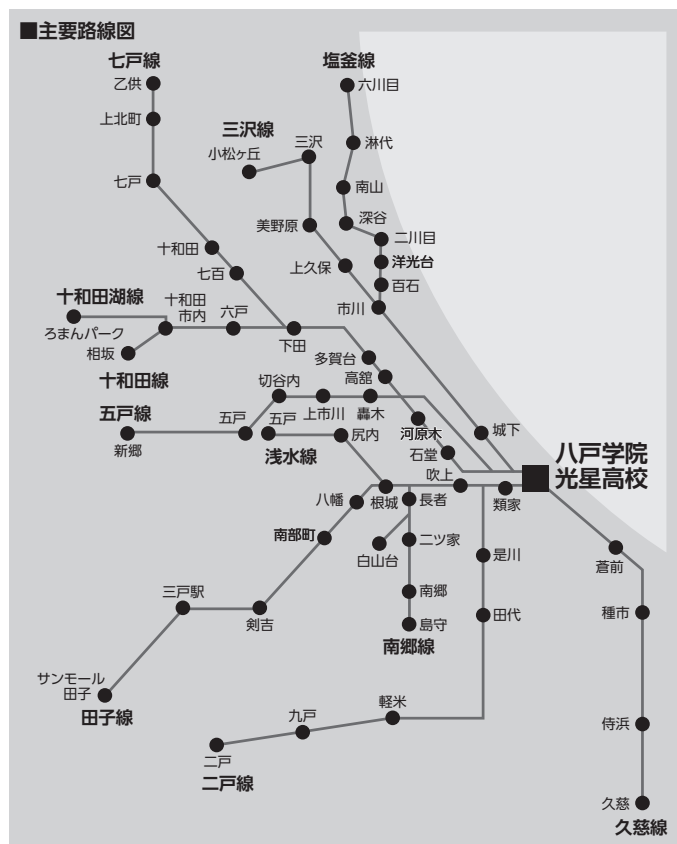 ■主要路線図
七戸線
乙供
上北町
七戸
十和田
七百
塩釜線
六川目
淋代
南山
深谷
二川目
洋光台
百石
市川
三沢線
小松ヶ丘
三沢
美野原
上久保
十和田湖線
ろまんパーク
相坂
十和田線
十和田
市内
六戸
下田
多賀台
高舘
河原木
石堂
城下
五戸線
新郷
五戸
切谷内
上市川
轟木
五戸
浅水線
尻内
八戸学院
光星高校
吹上
類家
根城
長者
八幡
南部町
白山台
二ツ家
南郷
島守
南郷線
是川
田代
三戸駅
剣吉
サンモール
田子
田子線
軽米
九戸
二戸
二戸線
蒼前
種市
侍浜
久慈
久慈線